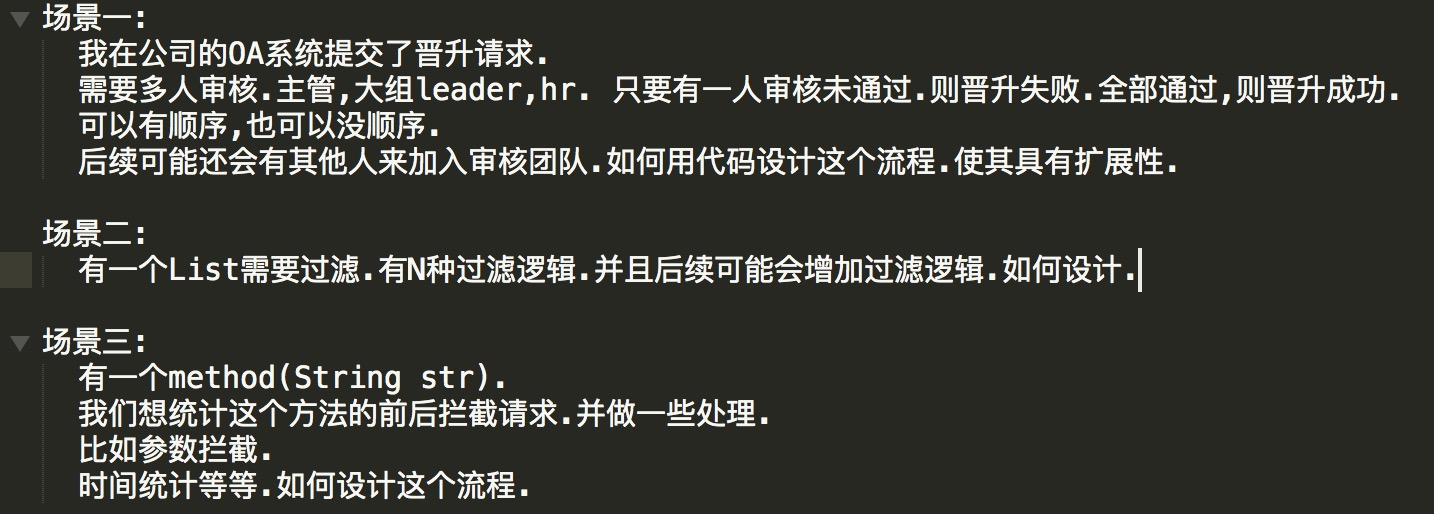 场景一:
我在公司的OA系统提交了晋升请求.
需要多人审核.主管,大组leader,hr. 只要有一人审核未通过.则晋升失败.全部通过,则晋升成功.
可以有顺序,也可以没顺序.
后续可能还会有其他人来加入审核团队.如何用代码设计这个流程.使其具有扩展性.
场景二:
有一个List需要过滤.有N种过滤逻辑.并且后续可能会增加过滤逻辑.如何设计.
场景三:
有一个method(String str).
我们想统计这个方法的前后拦截请求.并做一些处理.
比如参数拦截.
时间统计等等.如何设计这个流程.